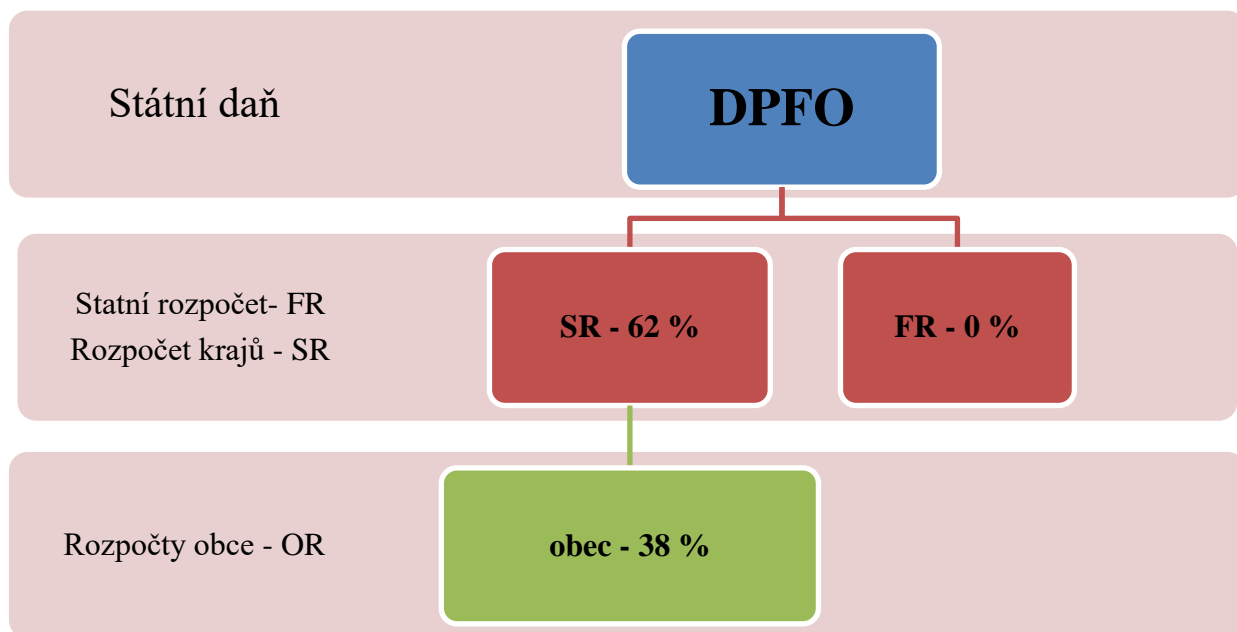 Státní daň
DPFO
Statní rozpočet- FR
Rozpočet krajů - SR
SR - 62 %
FR - 0 %
Rozpočty obce - OR
obec - 38 %